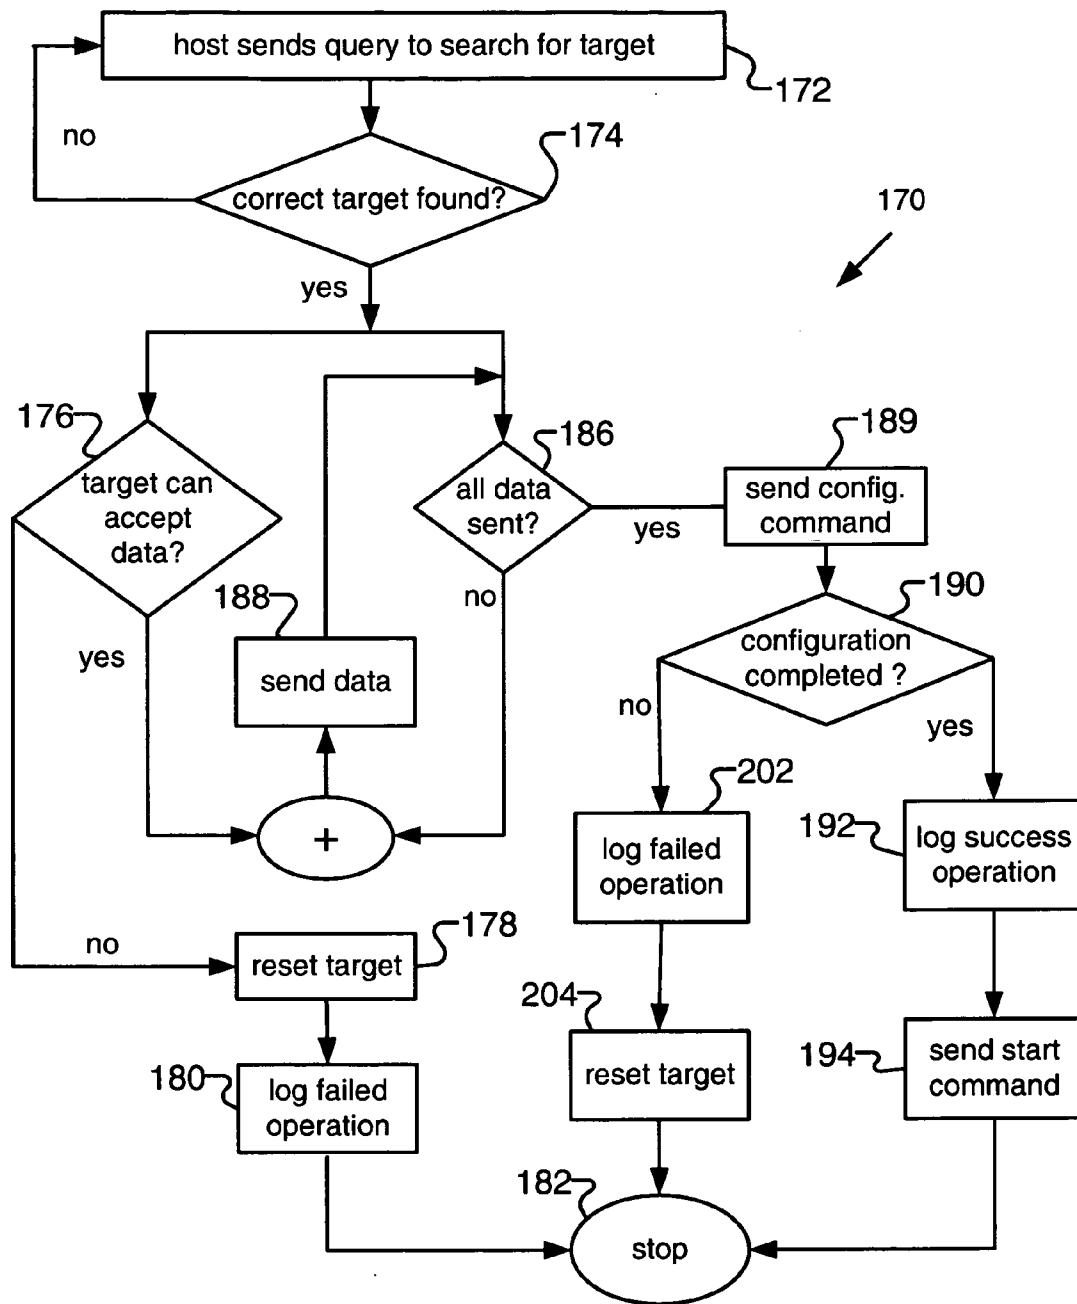 host sends query to search for target
172
no
174
correct target found?
170
yes
176
target can
accept
data?
186
all data
sent?
yes
no
189
send config.
command
188
send data
yes
190
configuration
completed ?
no
yes
+
202
log failed
operation
192
log success
operation
no
178
reset target
204
reset target
194
send start
command
180
log failed
operation
182
stop